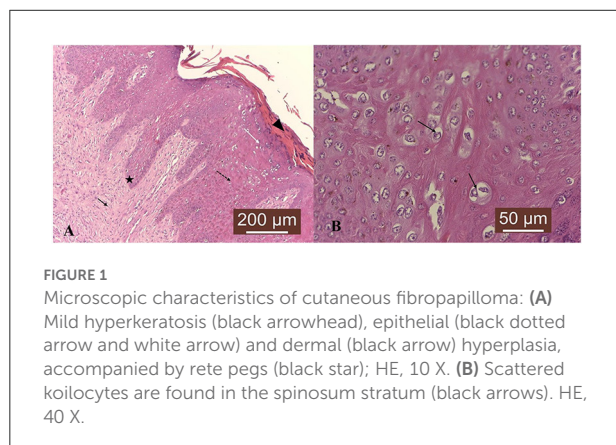 A
200 µm
B
50 µm
FIGURE 1
Microscopic characteristics of cutaneous fibropapilloma: (A)
Mild hyperkeratosis (black arrowhead), epithelial (black dotted
arrow and white arrow) and dermal (black arrow) hyperplasia,
accompanied by rete pegs (black star); HE, 10 X. (B) Scattered
koilocytes are found in the spinosum stratum (black arrows). HE,
40 X.